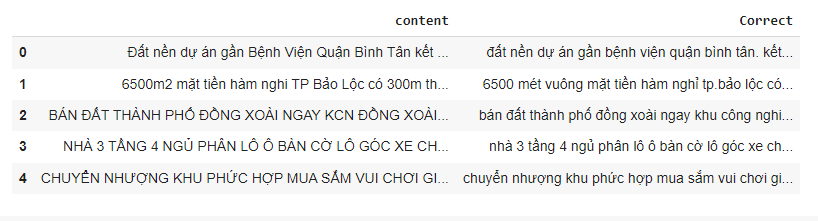 content Correct
0 Đất nền dự án gần Bệnh Viện Quận Bình Tân kết ... đất nền dự án gần bệnh viện quận bình tân. kết...
1 6500m2 mặt tiền hàm nghi TP Bảo Lộc có 300m th... 6500 mét vuông mặt tiền hàm nghỉ tp.bảo lộc có...
2 BÁN ĐẤT THÀNH PHỐ ĐỒNG XOÀI NGAY KCN ĐỒNG XOÀI... bán đất thành phố đồng xoài ngay khu công nghi...
3 NHÀ 3 TẦNG 4 NGỦ PHÂN LÔ Ô BÀN CỜ LÔ GÓC XE CH... nhà 3 tầng 4 ngủ phân lô ô bàn cờ lô góc xe ch...
4 CHUYỂN NHƯỢNG KHU PHỨC HỢP MUA SẮM VUI CHƠI GI... chuyển nhượng khu phức hợp mua sắm vui chơi gi...